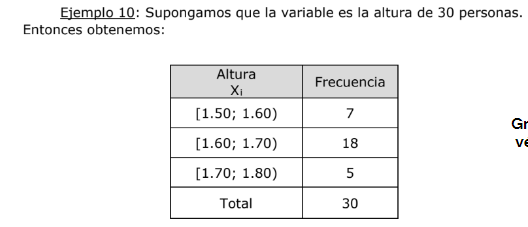 Ejemplo 10: Supongamos que la variable es la altura de 30 personas.
Entonces obtenemos:
Altura
Xi
Frecuencia
[1.50; 1.60)
7
[1.60; 1.70)
18
[1.70; 1.80)
5
Total
30